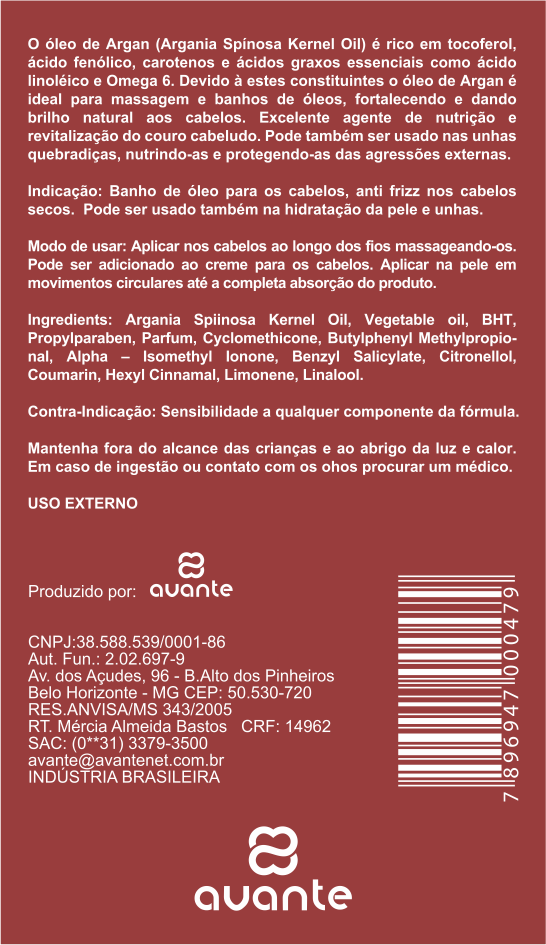 O óleo de Argan (Argania Spínosa Kernel Oil) é rico em tocoferol,
ácido fenólico, carotenos e ácidos graxos essenciais como ácido
linoléico e Omega 6. Devido à estes constituintes o óleo de Argan é
ideal para massagem e banhos de óleos, fortalecendo e dando
brilho natural aos cabelos. Excelente agente de nutrição e
revitalização do couro cabeludo. Pode também ser usado nas unhas
quebradiças, nutrindo-as e protegendo-as das agressões externas.
Indicação: Banho de óleo para os cabelos, anti frizz nos cabelos
secos. Pode ser usado também na hidratação da pele e unhas.
Modo de usar: Aplicar nos cabelos ao longo dos fios massageando-os.
Pode ser adicionado ao creme para os cabelos. Aplicar na pele em
movimentos circulares até a completa absorção do produto.
Ingredients: Argania Spiinosa Kernel Oil, Vegetable oil, BHT,
Propylparaben, Parfum, Cyclomethicone, Butylphenyl Methylpropio-
nal, Alpha – Isomethyl Ionone, Benzyl Salicylate, Citronellol,
Coumarin, Hexyl Cinnamal, Limonene, Linalool.
Contra-Indicação: Sensibilidade a qualquer componente da fórmula.
Mantenha fora do alcance das crianças e ao abrigo da luz e calor.
Em caso de ingestão ou contato com os ohos procurar um médico.
USO EXTERNO
Produzido por: avante
CNPJ:38.588.539/0001-86
Aut. Fun.: 2.02.697-9
Av. dos Açudes, 96 - B.Alto dos Pinheiros
Belo Horizonte - MG CEP: 50.530-720
RES.ANVISA/MS 343/2005
RT. Mércia Almeida Bastos CRF: 14962
SAC: (0**31) 3379-3500
avante@avantenet.com.br
INDÚSTRIA BRASILEIRA
7 896947 000479
avante